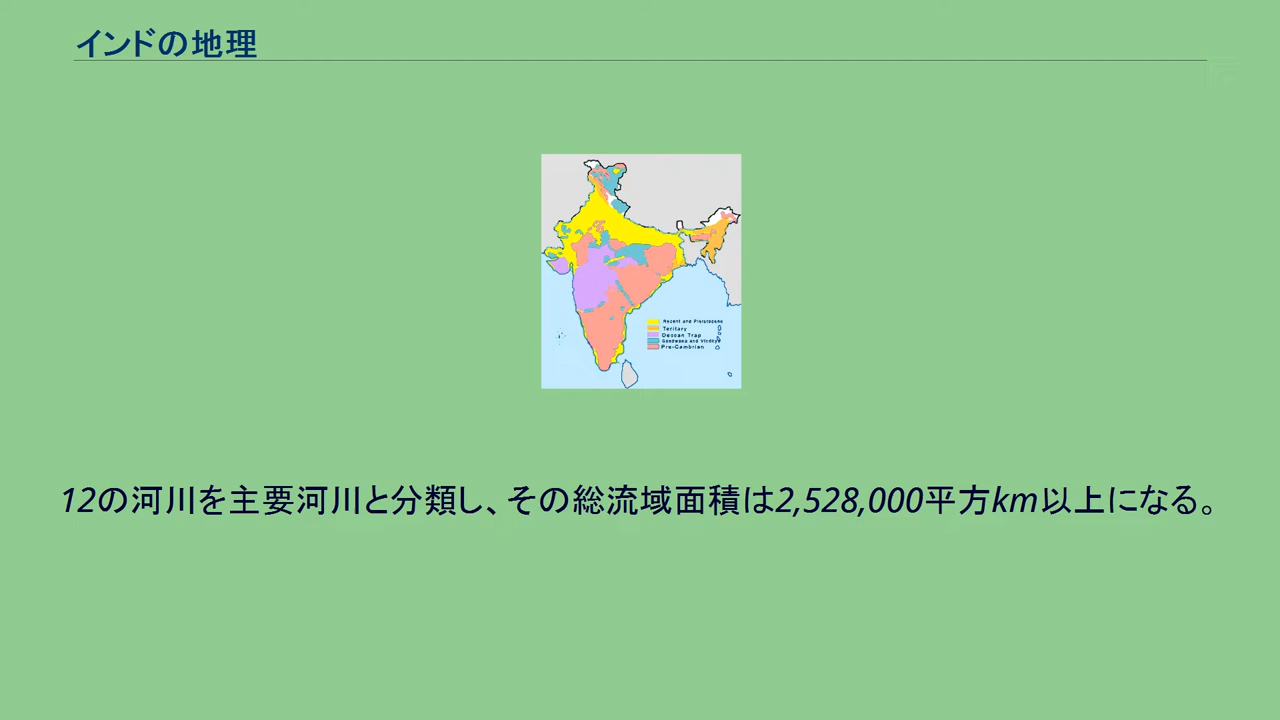 インドの地理
Recent and Pleistocene
Teritary
Deccan Trap
Pre-Cambrian
12の河川を主要河川と分類し、その総流域面積は2,528,000平方km以上になる。